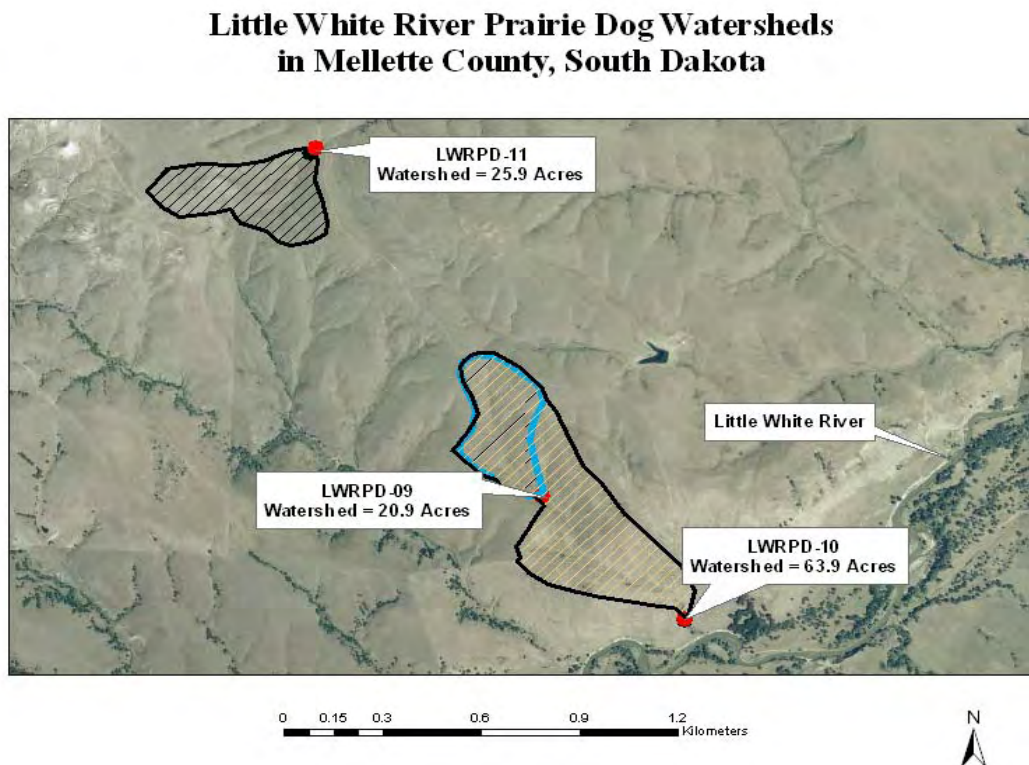 Little White River Prairie Dog Watersheds
in Mellette County, South Dakota
LWRPD-11
Watershed = 25.9 Acres
Little White River
LWRPD-09
Watershed = 20.9 Acres
LWRPD-10
Watershed = 63.9 Acres
0 0.15 0.3 0.6 0.9 1.2
Kilometers
N